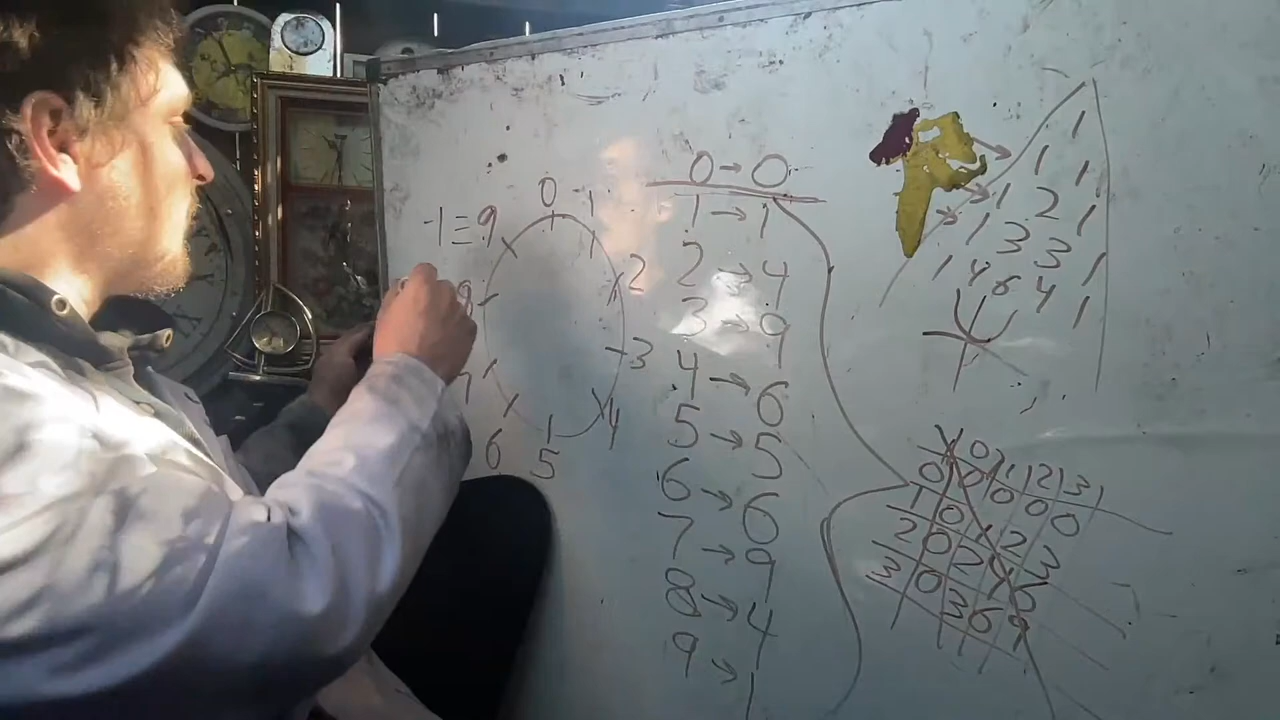 0 → 0
1 → 1
2 → 4
3 → 9
4 → 6
5 → 5
6 → 6
7 → 9
8 → 4
9 → 1
0
1
2
3
4
5
6
7
8
-1 ≡ 9
1
1 1
1 2 1
1 3 3 1
1 4 6 4 1
X 0 1 2 3
0 0 0 0 0
1 0 1 2 3
2 0 2 4 6
3 0 3 6 9